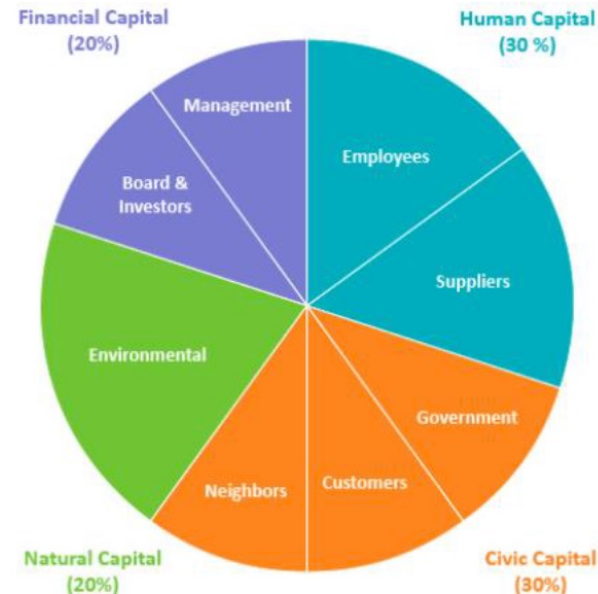 Financial Capital
(20%)
Human Capital
(30 %)
Management
Employees
Board &
Investors
Suppliers
Environmental
Government
Customers
Neighbors
Natural Capital
(20%)
Civic Capital
(30%)